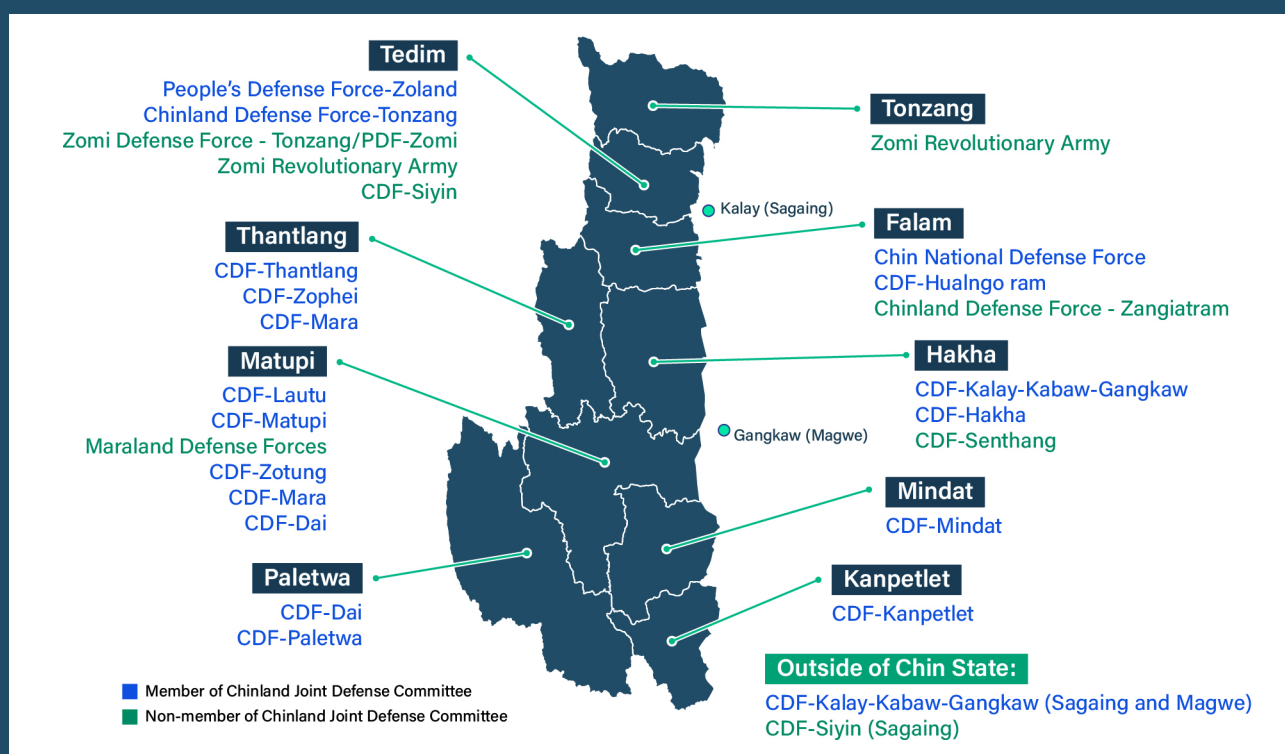 Tedim
People's Defense Force-Zoland
Chinland Defense Force-Tonzang
Zomi Defense Force - Tonzang/PDF-Zomi
Zomi Revolutionary Army
CDF-Siyin
Tonzang
Zomi Revolutionary Army
Kalay (Sagaing)
Thantlang
CDF-Thantlang
CDF-Zophei
CDF-Mara
Falam
Chin National Defense Force
CDF-Hualngo ram
Chinland Defense Force - Zangiatram
Matupi
CDF-Lautu
CDF-Matupi
Maraland Defense Forces
CDF-Zotung
CDF-Mara
CDF-Dai
Hakha
CDF-Kalay-Kabaw-Gangkaw
CDF-Hakha
CDF-Senthang
Gangkaw (Magwe)
Mindat
CDF-Mindat
Paletwa
CDF-Dai
CDF-Paletwa
Kanpetlet
CDF-Kanpetlet
Outside of Chin State:
CDF-Kalay-Kabaw-Gangkaw (Sagaing and Magwe)
CDF-Siyin (Sagaing)
Member of Chinland Joint Defense Committee
Non-member of Chinland Joint Defense Committee